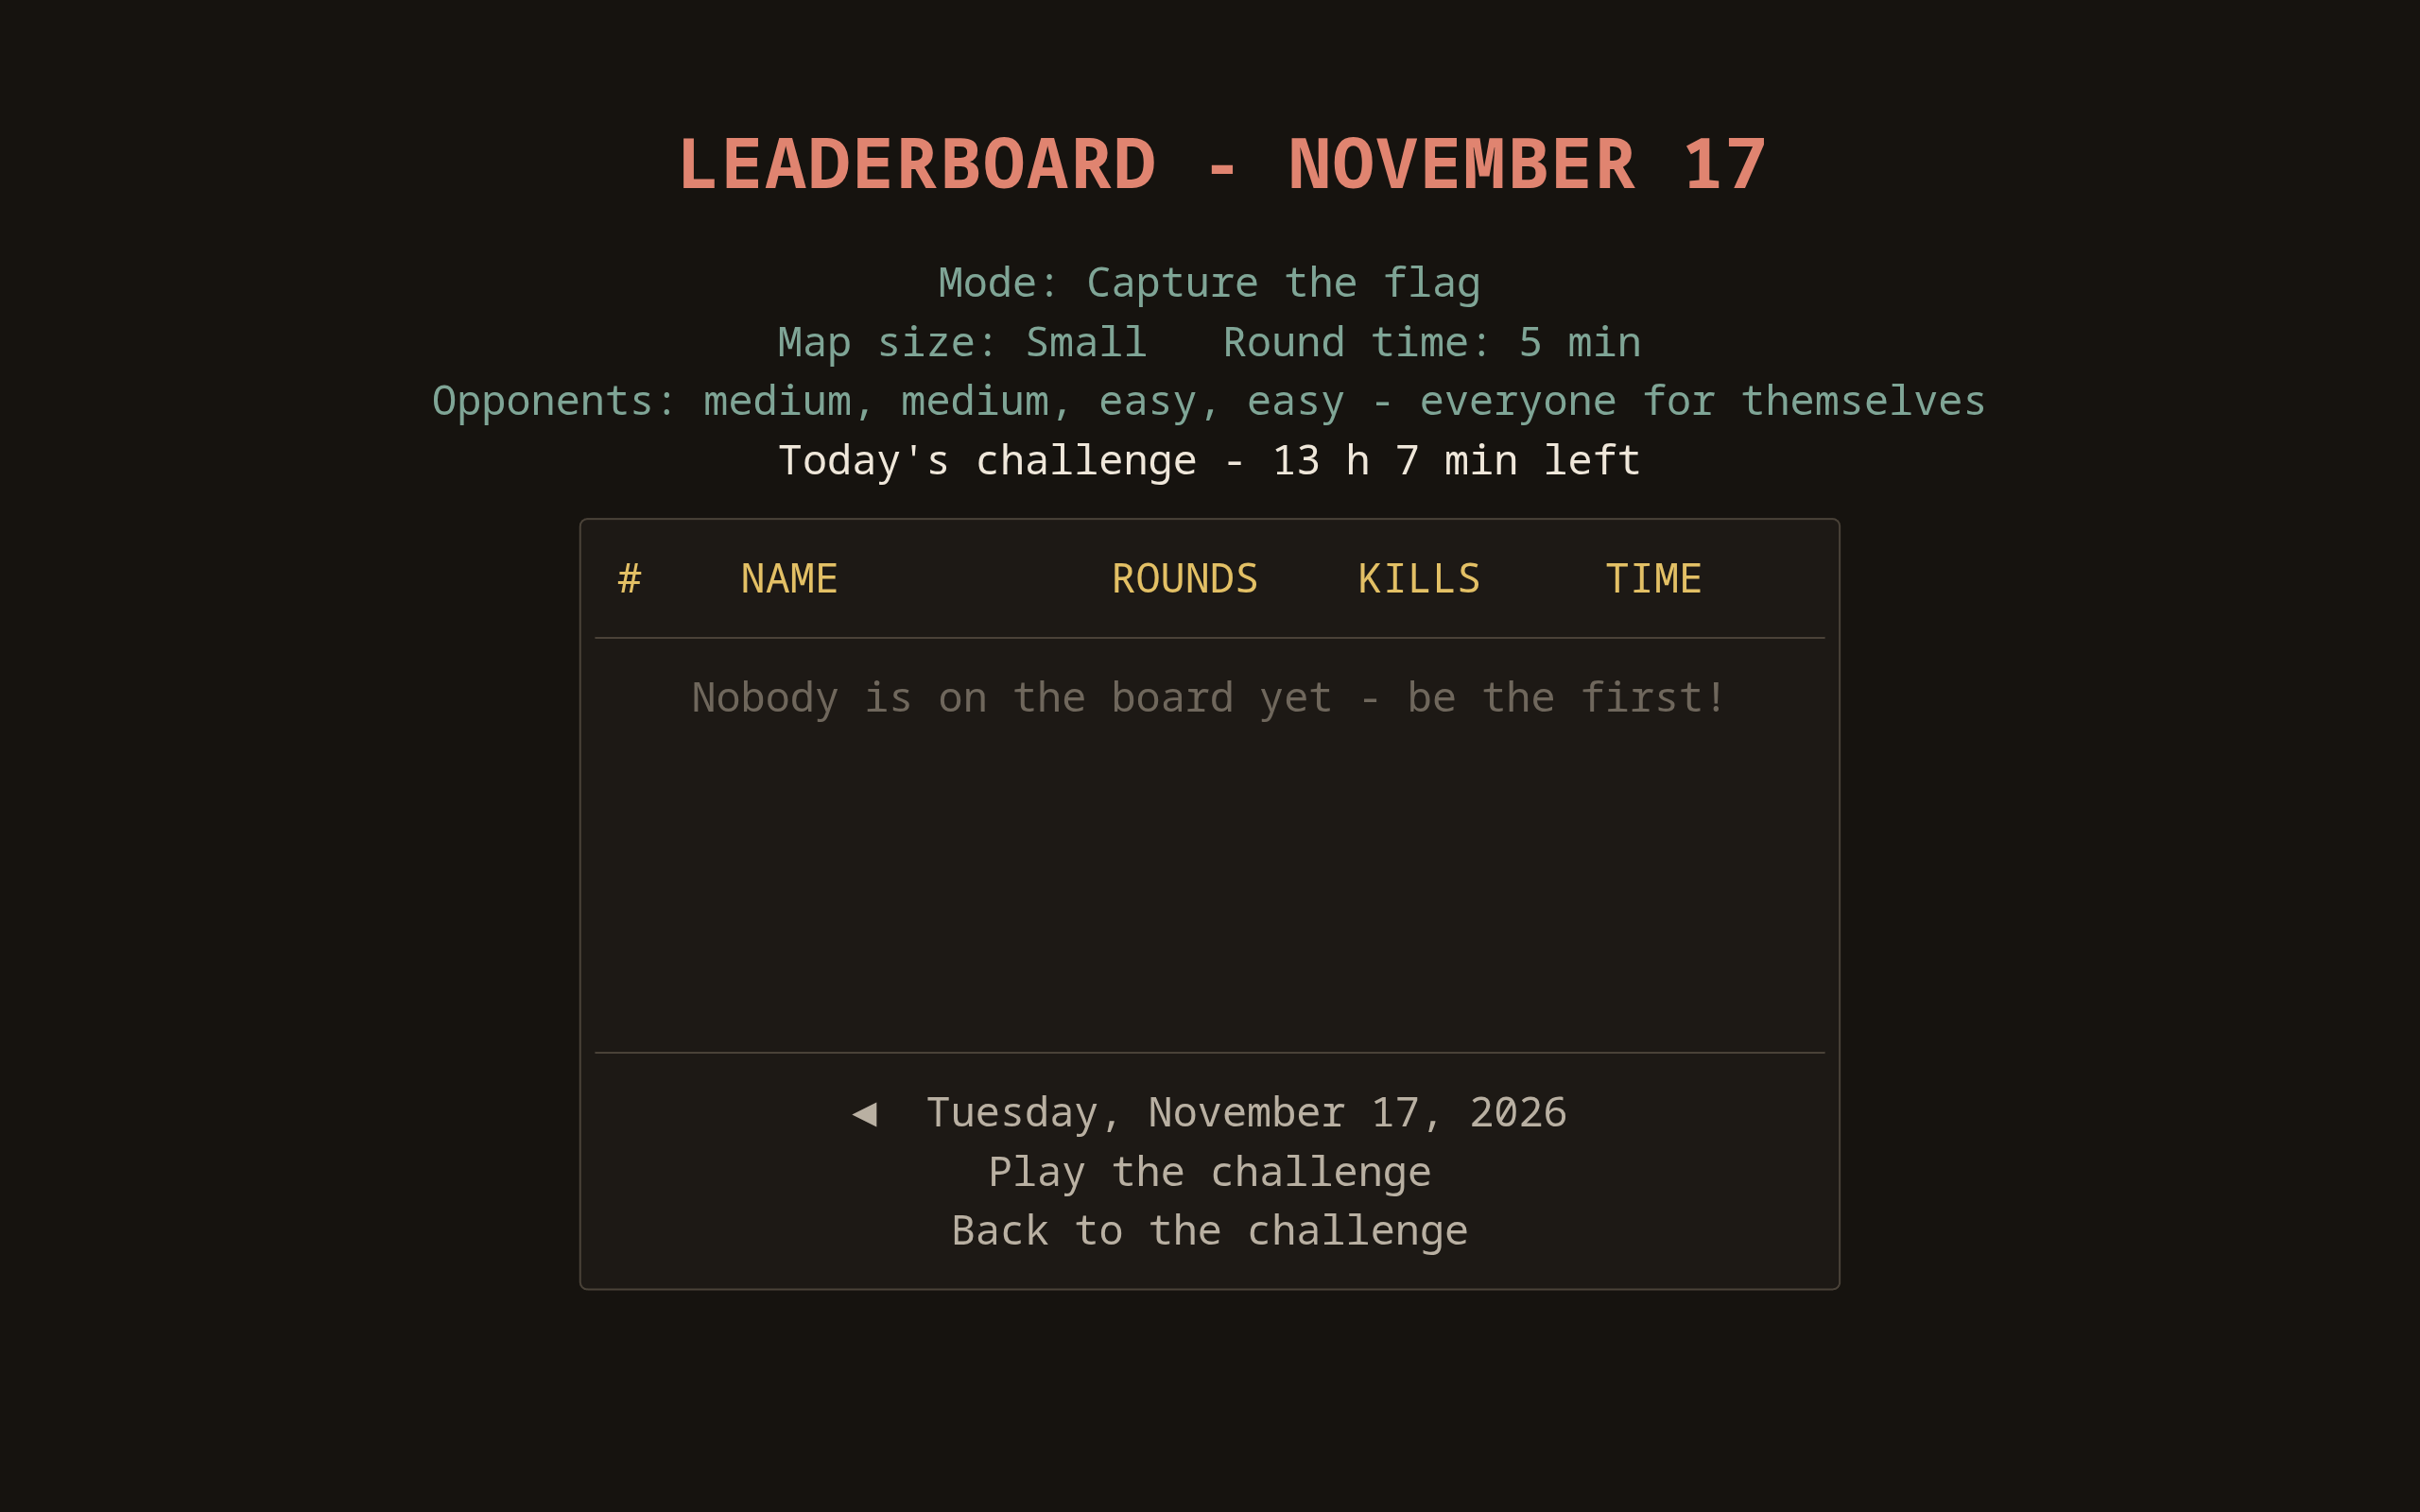 LEADERBOARD - NOVEMBER 17
Mode: Capture the flag
Map size: Small   Round time: 5 min
Opponents: medium, medium, easy, easy - everyone for themselves
Today's challenge - 13 h 7 min left
#    NAME    ROUNDS    KILLS    TIME
Nobody is on the board yet - be the first!
◀  Tuesday, November 17, 2026
Play the challenge
Back to the challenge